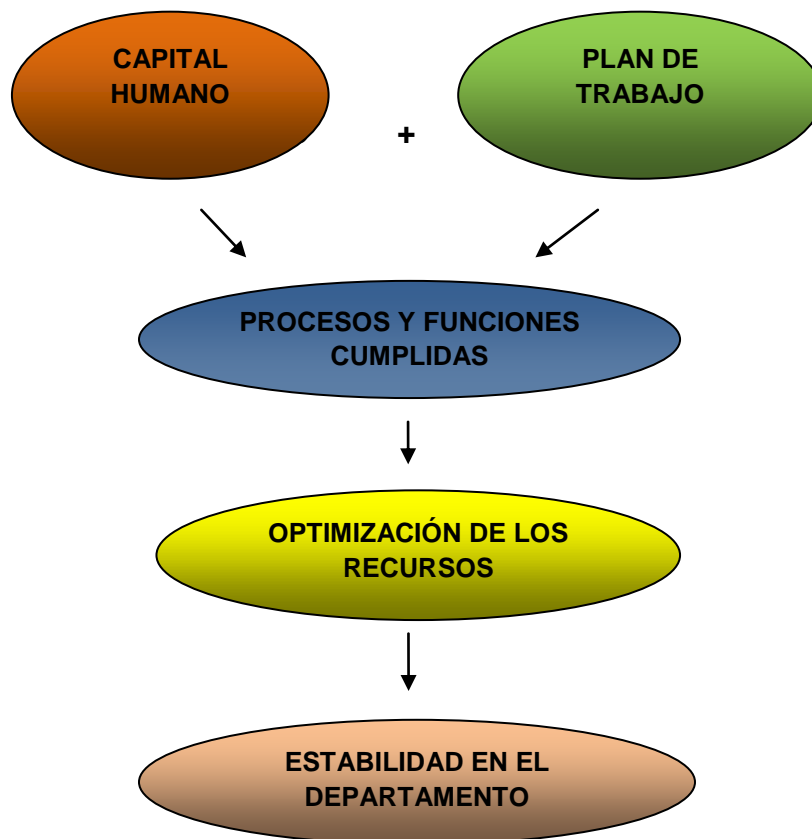 CAPITAL
HUMANO
PLAN DE
TRABAJO
+
PROCESOS Y FUNCIONES
CUMPLIDAS
OPTIMIZACIÓN DE LOS
RECURSOS
ESTABILIDAD EN EL
DEPARTAMENTO